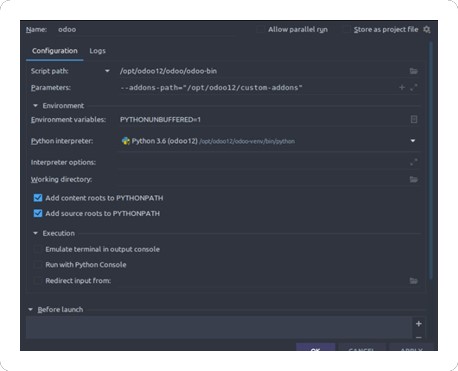 Name: odoo Allow parallel run Store as project file
Configuration Logs
Script path: /opt/odoo12/odoo/odoo-bin
Parameters: --addons-path="/opt/odoo12/custom-addons"
Environment
Environment variables: PYTHONUNBUFFERED=1
Python interpreter: Python 3.6 (odoo12) /opt/odoo12/odoo-venv/bin/python
Interpreter options:
Working directory:
Add content roots to PYTHONPATH
Add source roots to PYTHONPATH
Execution
Emulate terminal in output console
Run with Python Console
Redirect input from:
Before launch
OK CANCEL APPLY